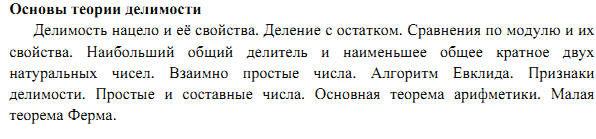 Основы теории делимости
Делимость нацело и её свойства. Деление с остатком. Сравнения по модулю и их
свойства. Наибольший общий делитель и наименьшее общее кратное двух
натуральных чисел. Взаимно простые числа. Алгоритм Евклида. Признаки
делимости. Простые и составные числа. Основная теорема арифметики. Малая
теорема Ферма.